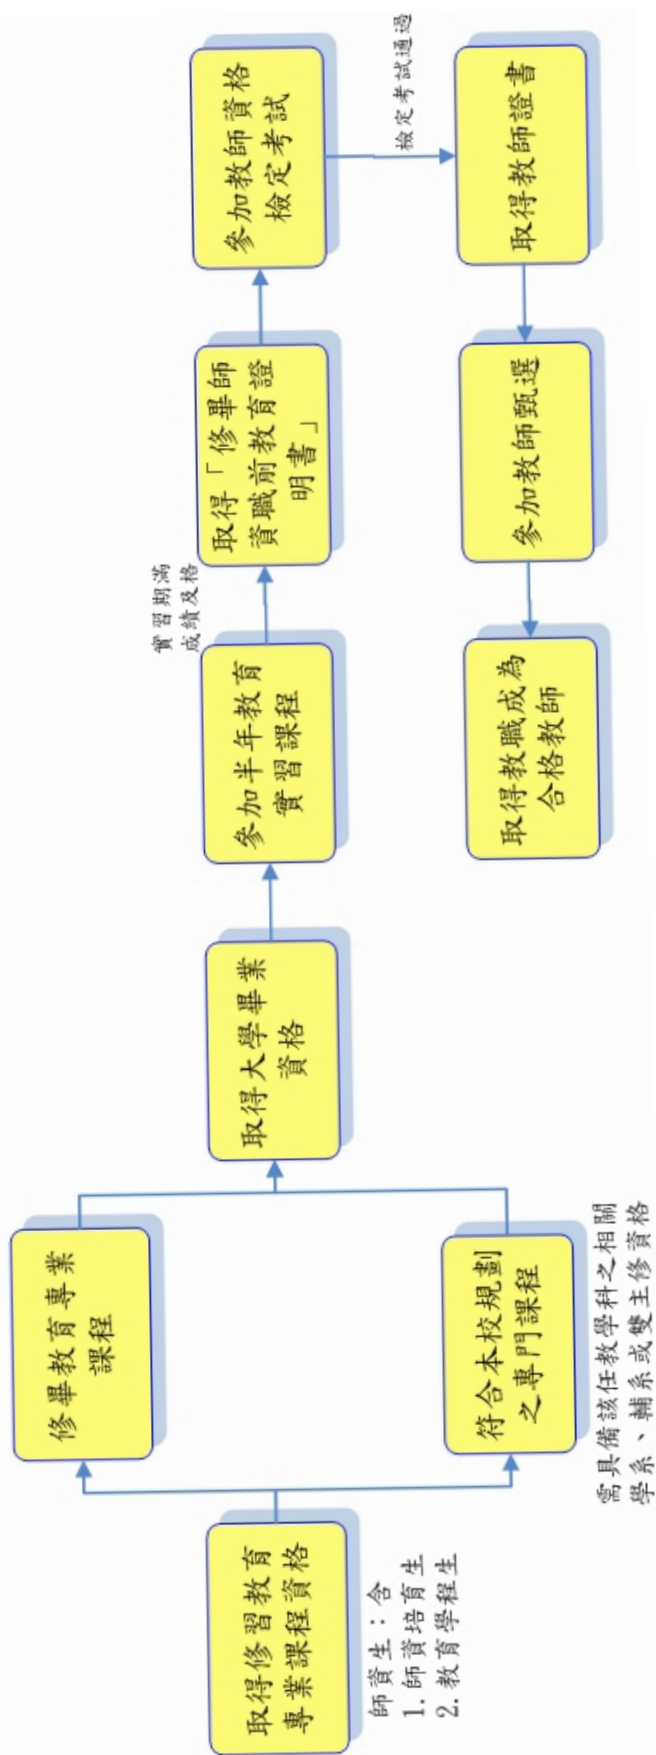 取得修習教育
專業課程資格
師資生：含
1. 師資培育生
2. 教育學程生
修畢教育專業
課程
符合本校規劃
之專門課程
需具備該任教學科之相關
學系、輔系或雙主修資格
取得大學畢業
資格
參加半年教育
實習課程
實習期滿
成績及格
取得「修畢師
資職前教育證
明書」
參加教師資格
檢定考試
檢定考試通過
取得教師證書
參加教師甄選
取得教職成為
合格教師